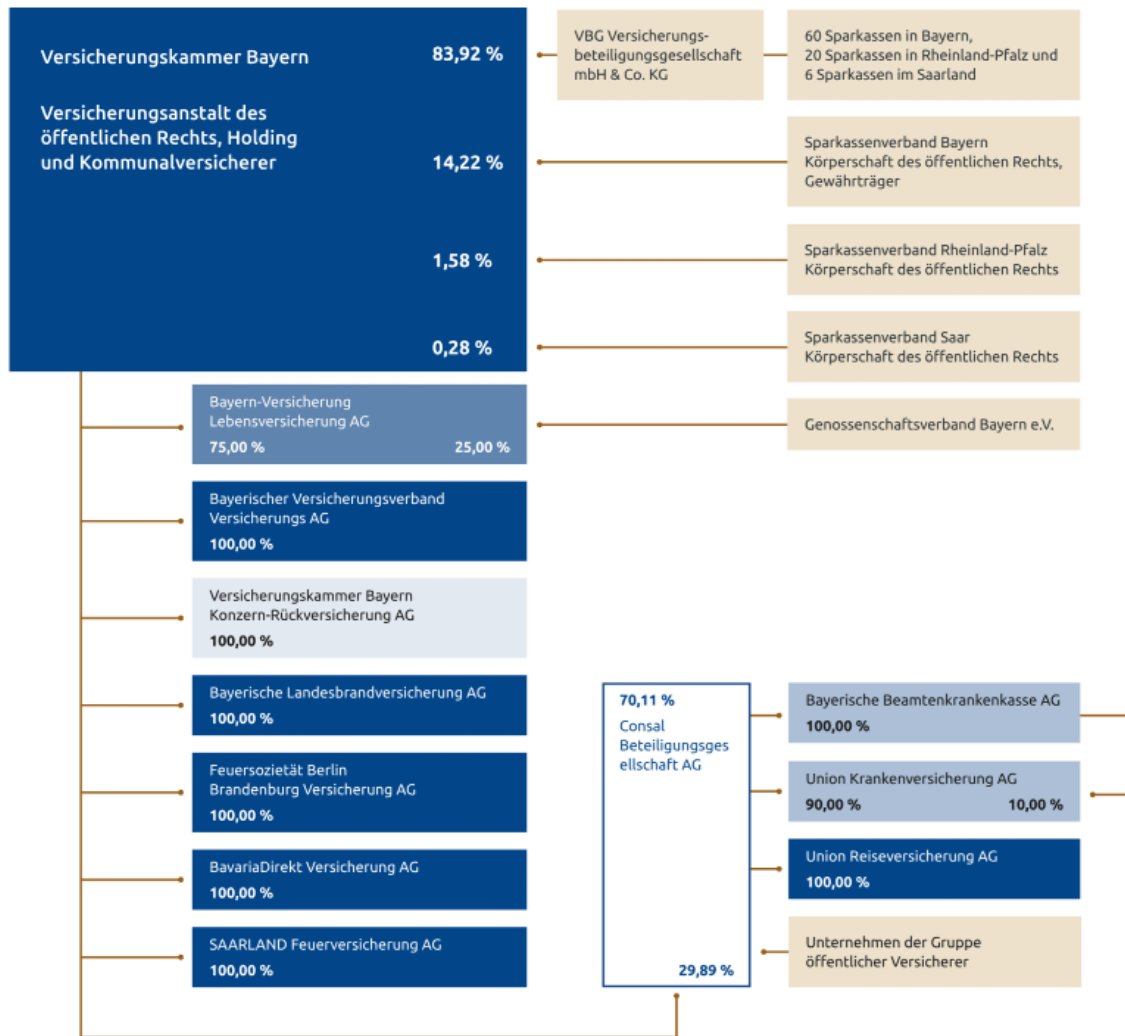 Versicherungskammer Bayern 83,92 %
Versicherungsanstalt des
öffentlichen Rechts, Holding
und Kommunalversicherer 14,22 %
1,58 %
0,28 %
VBG Versicherungs-
beteiligungsgesellschaft
mbH & Co. KG
60 Sparkassen in Bayern,
20 Sparkassen in Rheinland-Pfalz und
6 Sparkassen im Saarland
Sparkassenverband Bayern
Körperschaft des öffentlichen Rechts,
Gewährträger
Sparkassenverband Rheinland-Pfalz
Körperschaft des öffentlichen Rechts
Sparkassenverband Saar
Körperschaft des öffentlichen Rechts
Bayern-Versicherung
Lebensversicherung AG
75,00 % 25,00 %
Genossenschaftsverband Bayern e.V.
Bayerischer Versicherungsverband
Versicherungs AG
100,00 %
Versicherungskammer Bayern
Konzern-Rückversicherung AG
100,00 %
Bayerische Landesbrandversicherung AG
100,00 %
Feuersozietät Berlin
Brandenburg Versicherung AG
100,00 %
BavariaDirekt Versicherung AG
100,00 %
SAARLAND Feuerversicherung AG
100,00 %
70,11 %
Consal
Beteiligungsges
ellschaft AG
29,89 %
Bayerische Beamtenkrankenkasse AG
100,00 %
Union Krankenversicherung AG
90,00 % 10,00 %
Union Reiseversicherung AG
100,00 %
Unternehmen der Gruppe
öffentlicher Versicherer